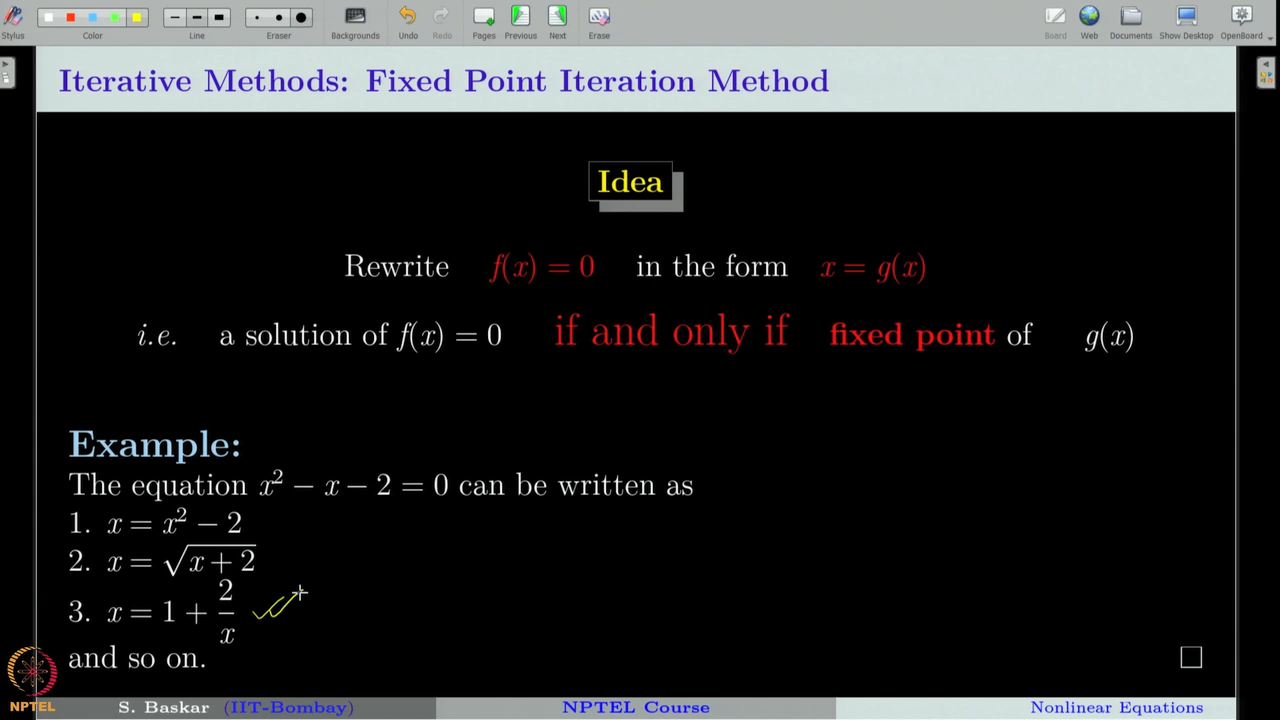 Stylus Color Line Eraser Backgrounds Undo Redo Pages Previous Next Erase Board Web Documents Show Desktop OpenBoard
Iterative Methods: Fixed Point Iteration Method
Idea
Rewrite f(x) = 0 in the form x = g(x)
i.e. a solution of f(x) = 0 if and only if fixed point of g(x)
Example:
The equation x² − x − 2 = 0 can be written as
1. x = x² − 2
2. x = √(x + 2)
3. x = 1 + 2/x
and so on.
NPTEL
S. Baskar (IIT-Bombay) NPTEL Course Nonlinear Equations